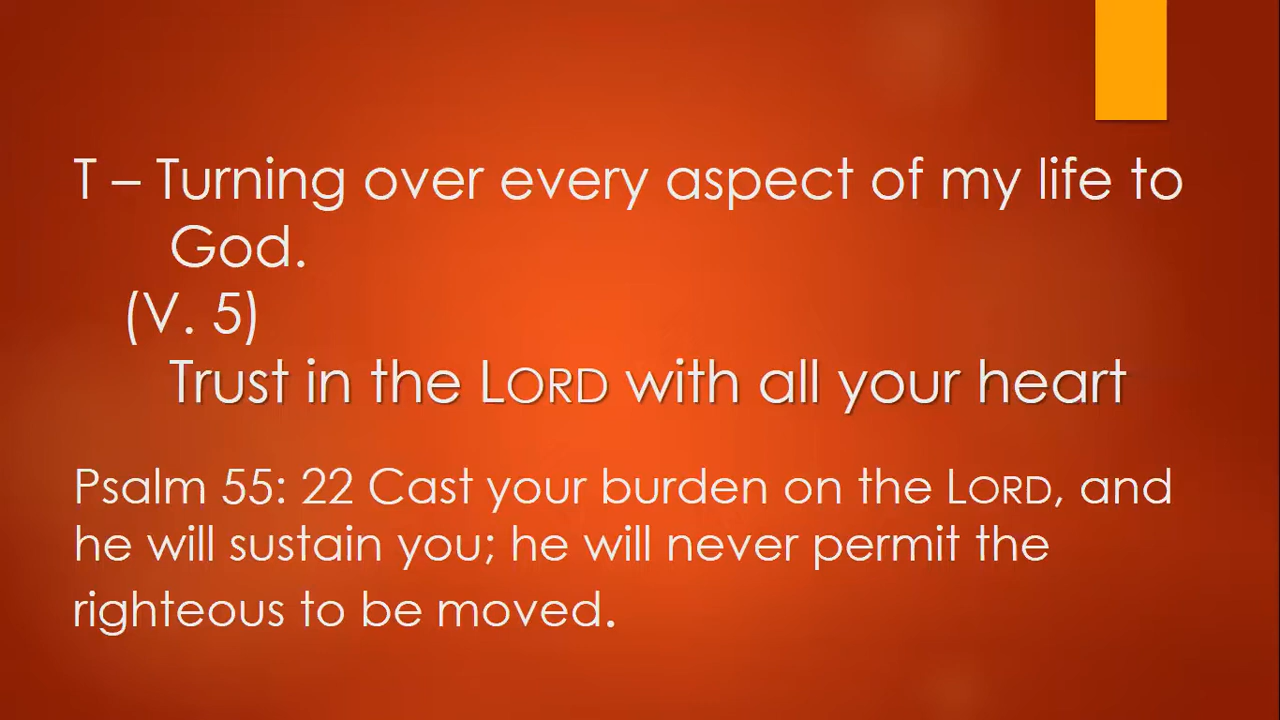 T – Turning over every aspect of my life to
God.
(V. 5)
Trust in the LORD with all your heart
Psalm 55: 22 Cast your burden on the LORD, and
he will sustain you; he will never permit the
righteous to be moved.